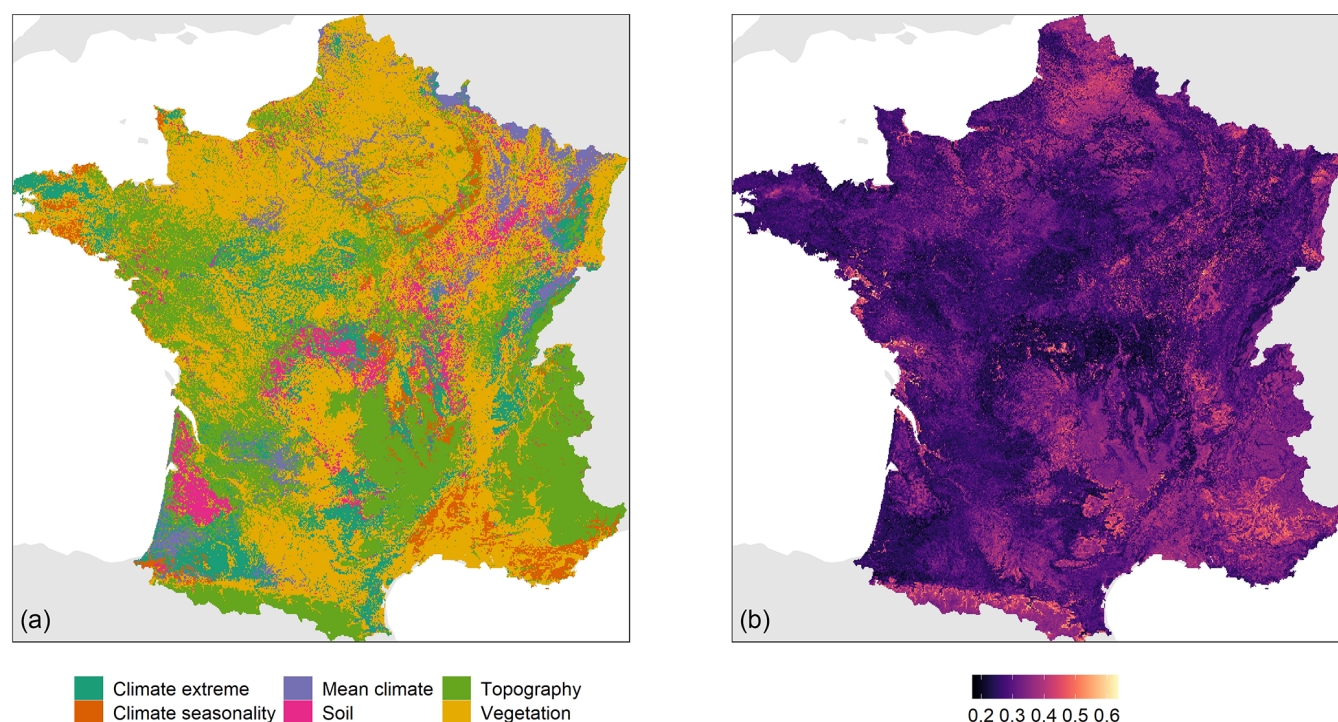 (a)
(b)
Climate extreme Mean climate Topography
Climate seasonality Soil Vegetation
0.2 0.3 0.4 0.5 0.6